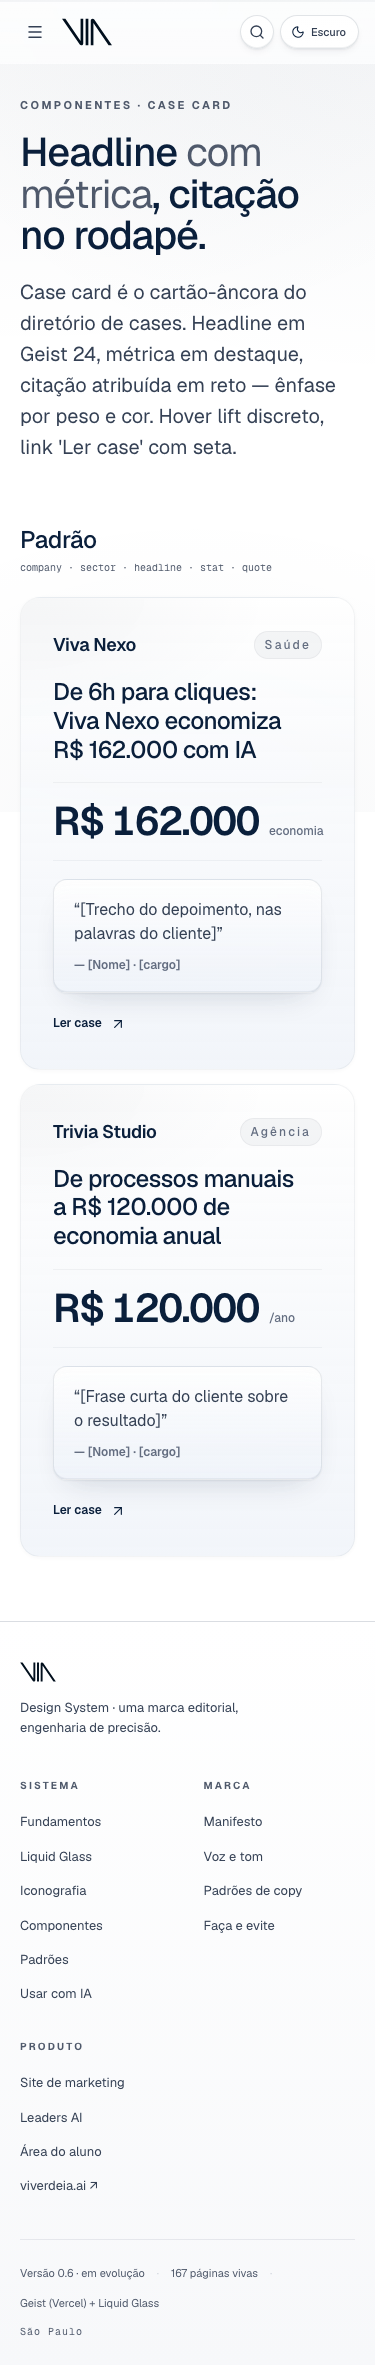 VIA
Escuro
COMPONENTES · CASE CARD
Headline com
métrica, citação
no rodapé.
Case card é o cartão-âncora do
diretório de cases. Headline em
Geist 24, métrica em destaque,
citação atribuída em reto — ênfase
por peso e cor. Hover lift discreto,
link 'Ler case' com seta.
Padrão
company · sector · headline · stat · quote
Viva Nexo
Saúde
De 6h para cliques:
Viva Nexo economiza
R$ 162.000 com IA
R$ 162.000 economia
“[Trecho do depoimento, nas
palavras do cliente]”
— [Nome] · [cargo]
Ler case
Trivia Studio
Agência
De processos manuais
a R$ 120.000 de
economia anual
R$ 120.000 /ano
“[Frase curta do cliente sobre
o resultado]”
— [Nome] · [cargo]
Ler case
VIA
Design System · uma marca editorial,
engenharia de precisão.
SISTEMA
Fundamentos
Liquid Glass
Iconografia
Componentes
Padrões
Usar com IA
MARCA
Manifesto
Voz e tom
Padrões de copy
Faça e evite
PRODUTO
Site de marketing
Leaders AI
Área do aluno
viverdeia.ai ↗
Versão 0.6 · em evolução · 167 páginas vivas ·
Geist (Vercel) + Liquid Glass
São Paulo